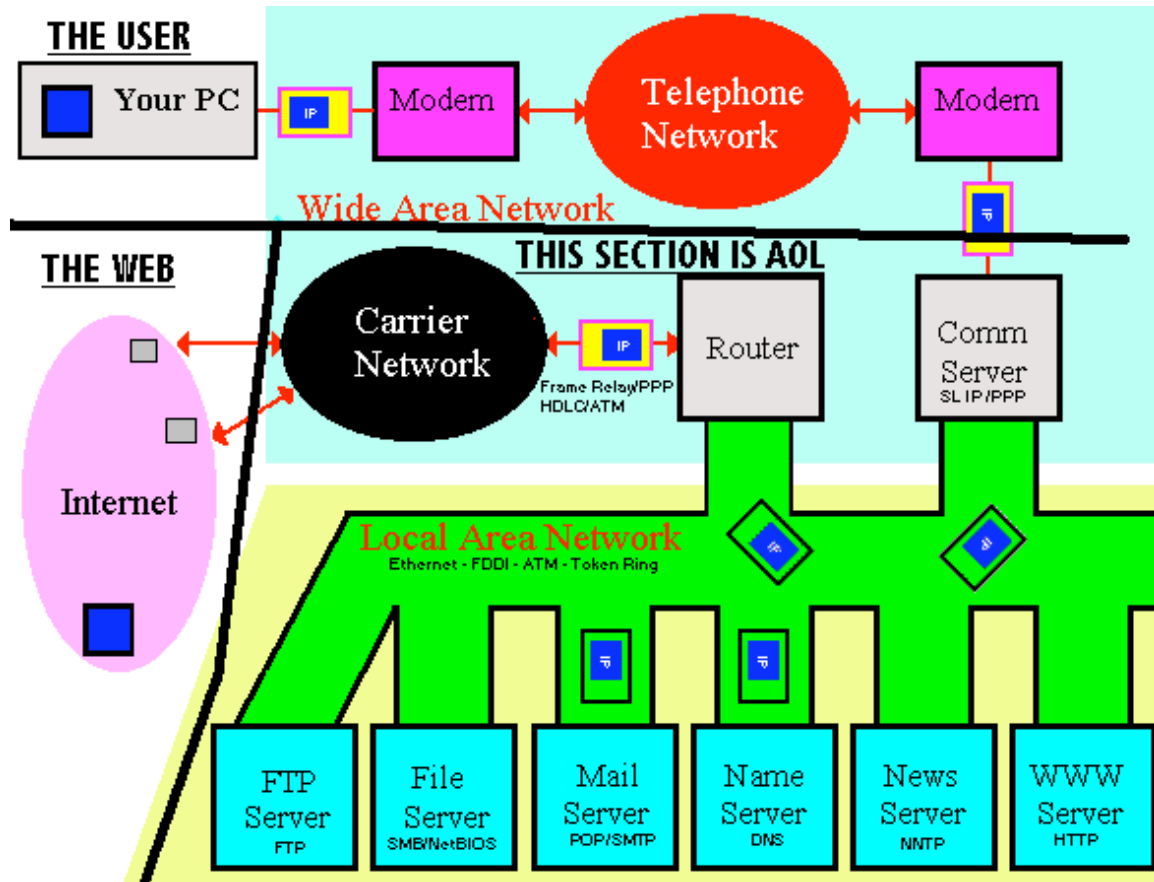 THE USER
Your PC
IP
Modem
Telephone
Network
Modem
IP
Wide Area Network
THIS SECTION IS AOL
THE WEB
Carrier
Network
IP
Frame Relay/PPP
HDLC/ATM
Router
Comm
Server
SLIP/PPP
Internet
Local Area Network
Ethernet - FDDI - ATM - Token Ring
IP
IP
IP
IP
FTP
Server
FTP
File
Server
SMB/NetBIOS
Mail
Server
POP/SMTP
Name
Server
DNS
News
Server
NNTP
WWW
Server
HTTP